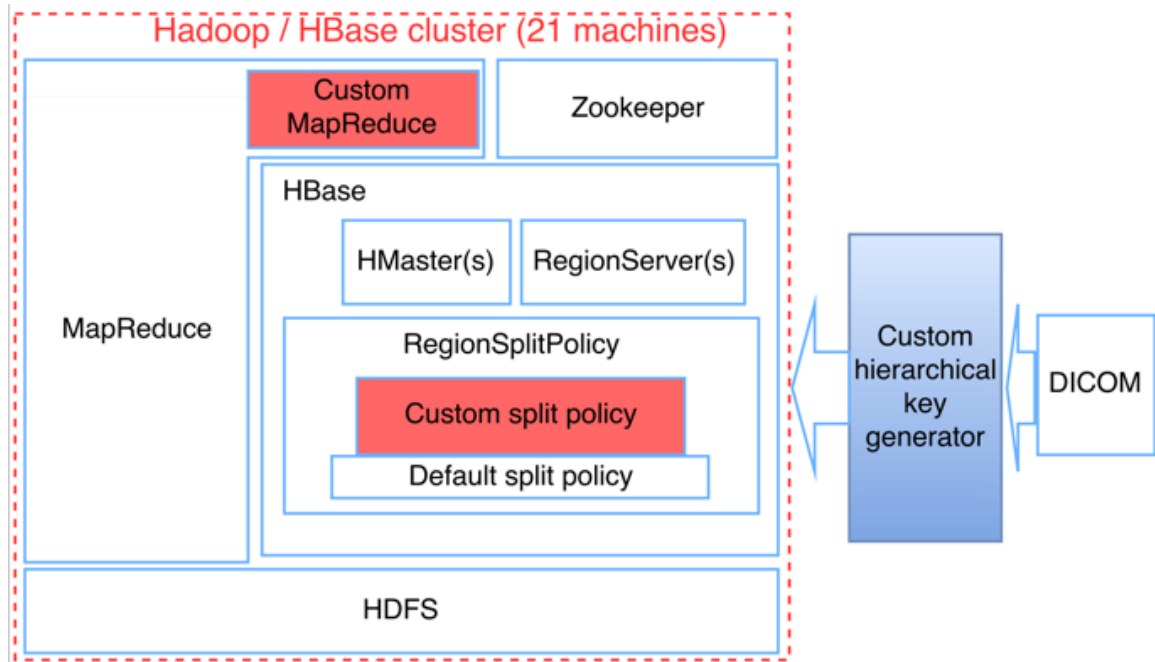 Hadoop / HBase cluster (21 machines)
Custom
MapReduce
Zookeeper
HBase
HMaster(s)
RegionServer(s)
MapReduce
RegionSplitPolicy
Custom split policy
Default split policy
HDFS
Custom
hierarchical
key
generator
DICOM